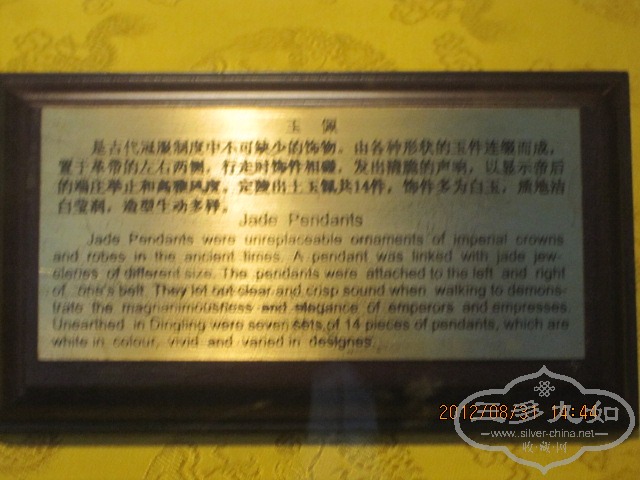 玉 佩
是古代冠服制度中不可缺少的饰物。由各种形状的玉件连缀而成，
置于革带的左右两侧，行走时饰件相碰，发出清脆的声响，以显示帝后
的端庄举止和高雅风度。定陵出土玉佩共14件，饰件多为白玉，质地洁
白莹润，造型生动多样。
Jade Pendants
Jade Pendants were unreplaceable ornaments of imperial crowns
and robes in the ancient times. A pendant was linked with jade jew-
eleries of different size. The pendants were attached to the left and right
of one's belt. They let out clear and crisp sound when walking to demons-
trate the magnanimousness and elegance of emperors and empresses.
Unearthed in Dingling were seven sets of 14 pieces of pendants, which are
white in colour, vivid and varied in designes.
2012/08/31 14:44
三多九如
www.silver-china.net
收·藏·网